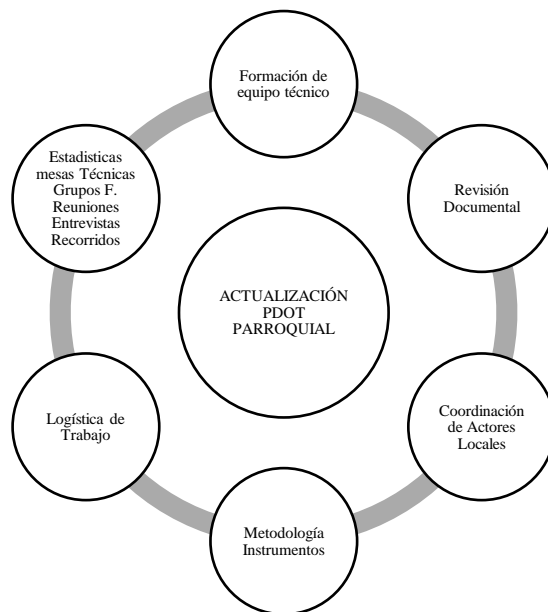 Formación de
equipo técnico
Revisión
Documental
Coordinación
de Actores
Locales
Metodología
Instrumentos
Logística de
Trabajo
Estadisticas
mesas Técnicas
Grupos F.
Reuniones
Entrevistas
Recorridos
ACTUALIZACIÓN
PDOT
PARROQUIAL